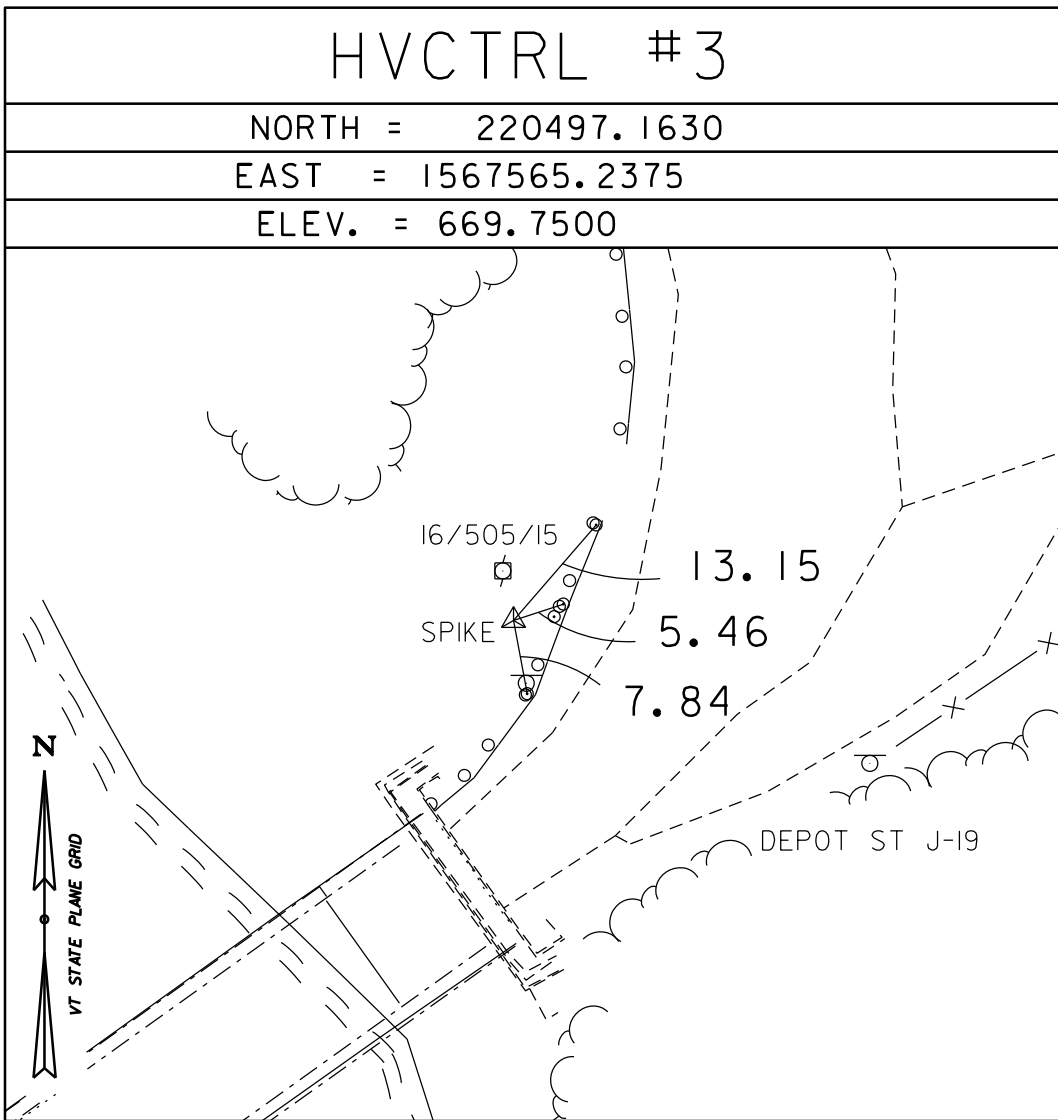 HVCTRL #3
NORTH = 220497.1630
EAST = 1567565.2375
ELEV. = 669.7500
16/505/15
13.15
SPIKE
5.46
7.84
N
VT STATE PLANE GRID
DEPOT ST J-19